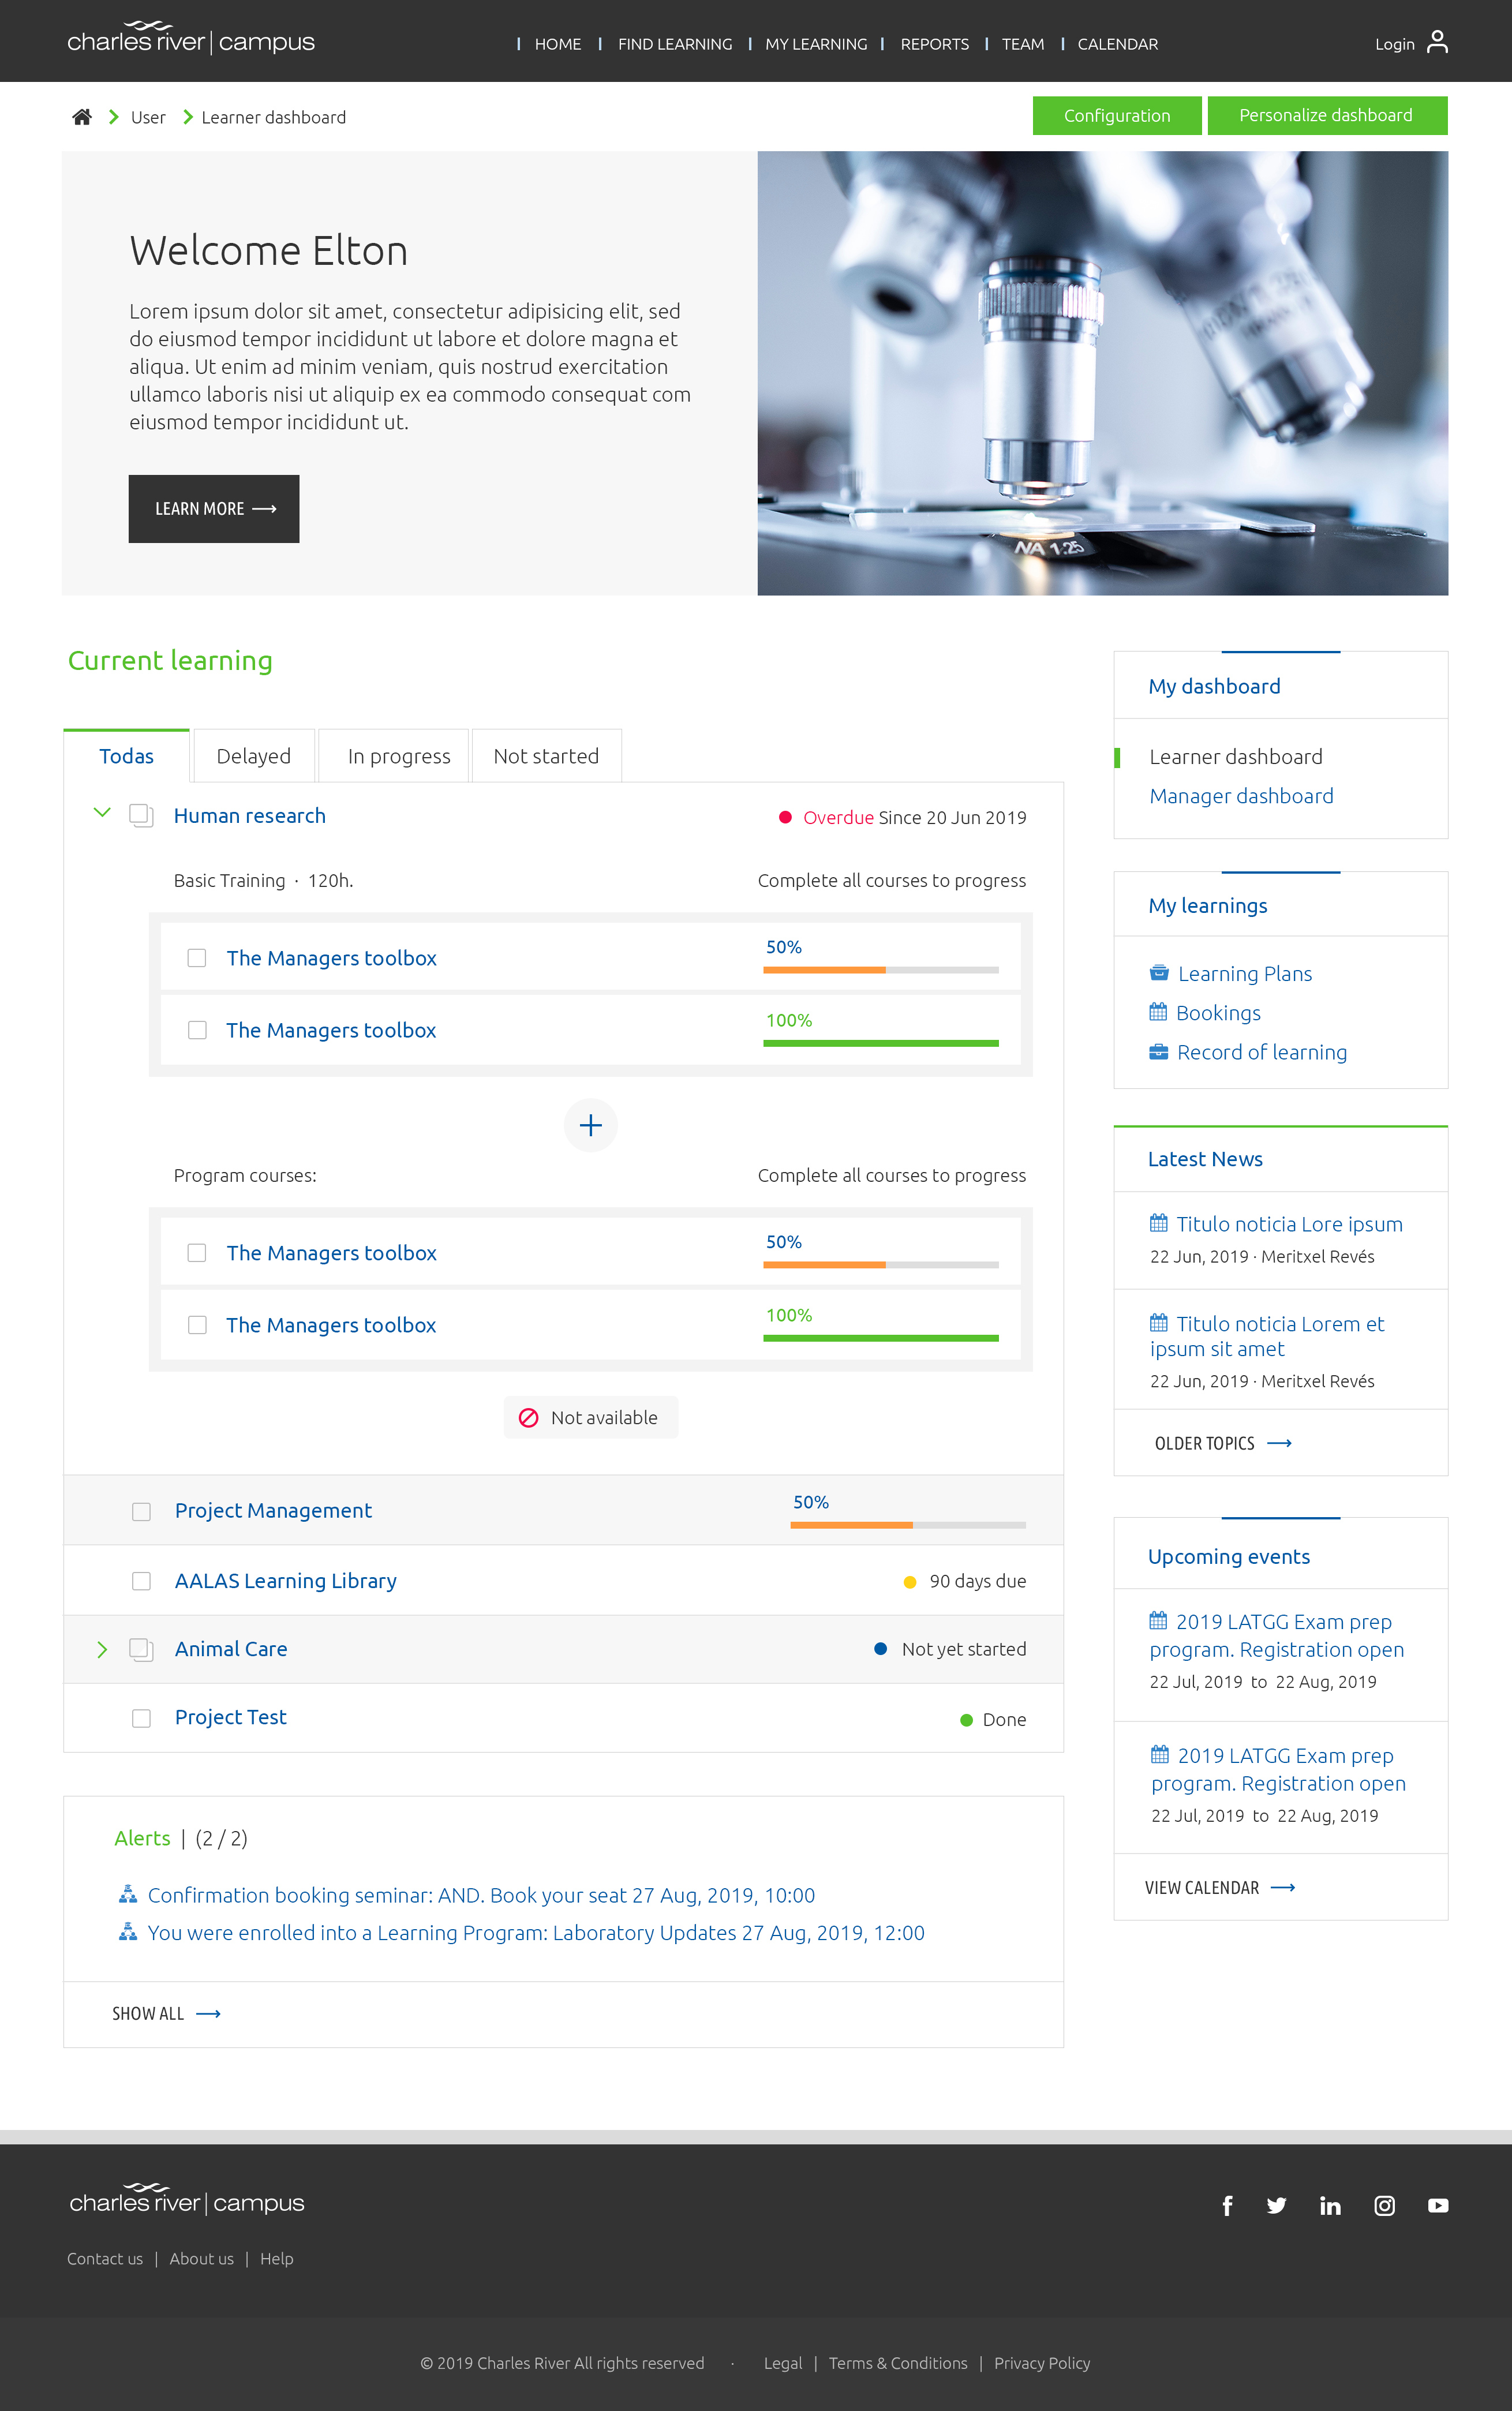 charles river | campus
HOME
FIND LEARNING
MY LEARNING
REPORTS
TEAM
CALENDAR
Login
User
Learner dashboard
Configuration
Personalize dashboard
Welcome Elton
Lorem ipsum dolor sit amet, consectetur adipisicing elit, sed
do eiusmod tempor incididunt ut labore et dolore magna et
aliqua. Ut enim ad minim veniam, quis nostrud exercitation
ullamco laboris nisi ut aliquip ex ea commodo consequat com
eiusmod tempor incididunt ut.
LEARN MORE
NA 1.25
Current learning
Todas
Delayed
In progress
Not started
Human research
Overdue Since 20 Jun 2019
Basic Training · 120h.
Complete all courses to progress
The Managers toolbox
50%
The Managers toolbox
100%
Program courses:
Complete all courses to progress
The Managers toolbox
50%
The Managers toolbox
100%
Not available
Project Management
50%
AALAS Learning Library
90 days due
Animal Care
Not yet started
Project Test
Done
Alerts | (2 / 2)
Confirmation booking seminar: AND. Book your seat 27 Aug, 2019, 10:00
You were enrolled into a Learning Program: Laboratory Updates 27 Aug, 2019, 12:00
SHOW ALL
My dashboard
Learner dashboard
Manager dashboard
My learnings
Learning Plans
Bookings
Record of learning
Latest News
Titulo noticia Lore ipsum
22 Jun, 2019 · Meritxel Revés
Titulo noticia Lorem et
ipsum sit amet
22 Jun, 2019 · Meritxel Revés
OLDER TOPICS
Upcoming events
2019 LATGG Exam prep
program. Registration open
22 Jul, 2019 to 22 Aug, 2019
2019 LATGG Exam prep
program. Registration open
22 Jul, 2019 to 22 Aug, 2019
VIEW CALENDAR
charles river | campus
Contact us | About us | Help
© 2019 Charles River All rights reserved · Legal | Terms & Conditions | Privacy Policy